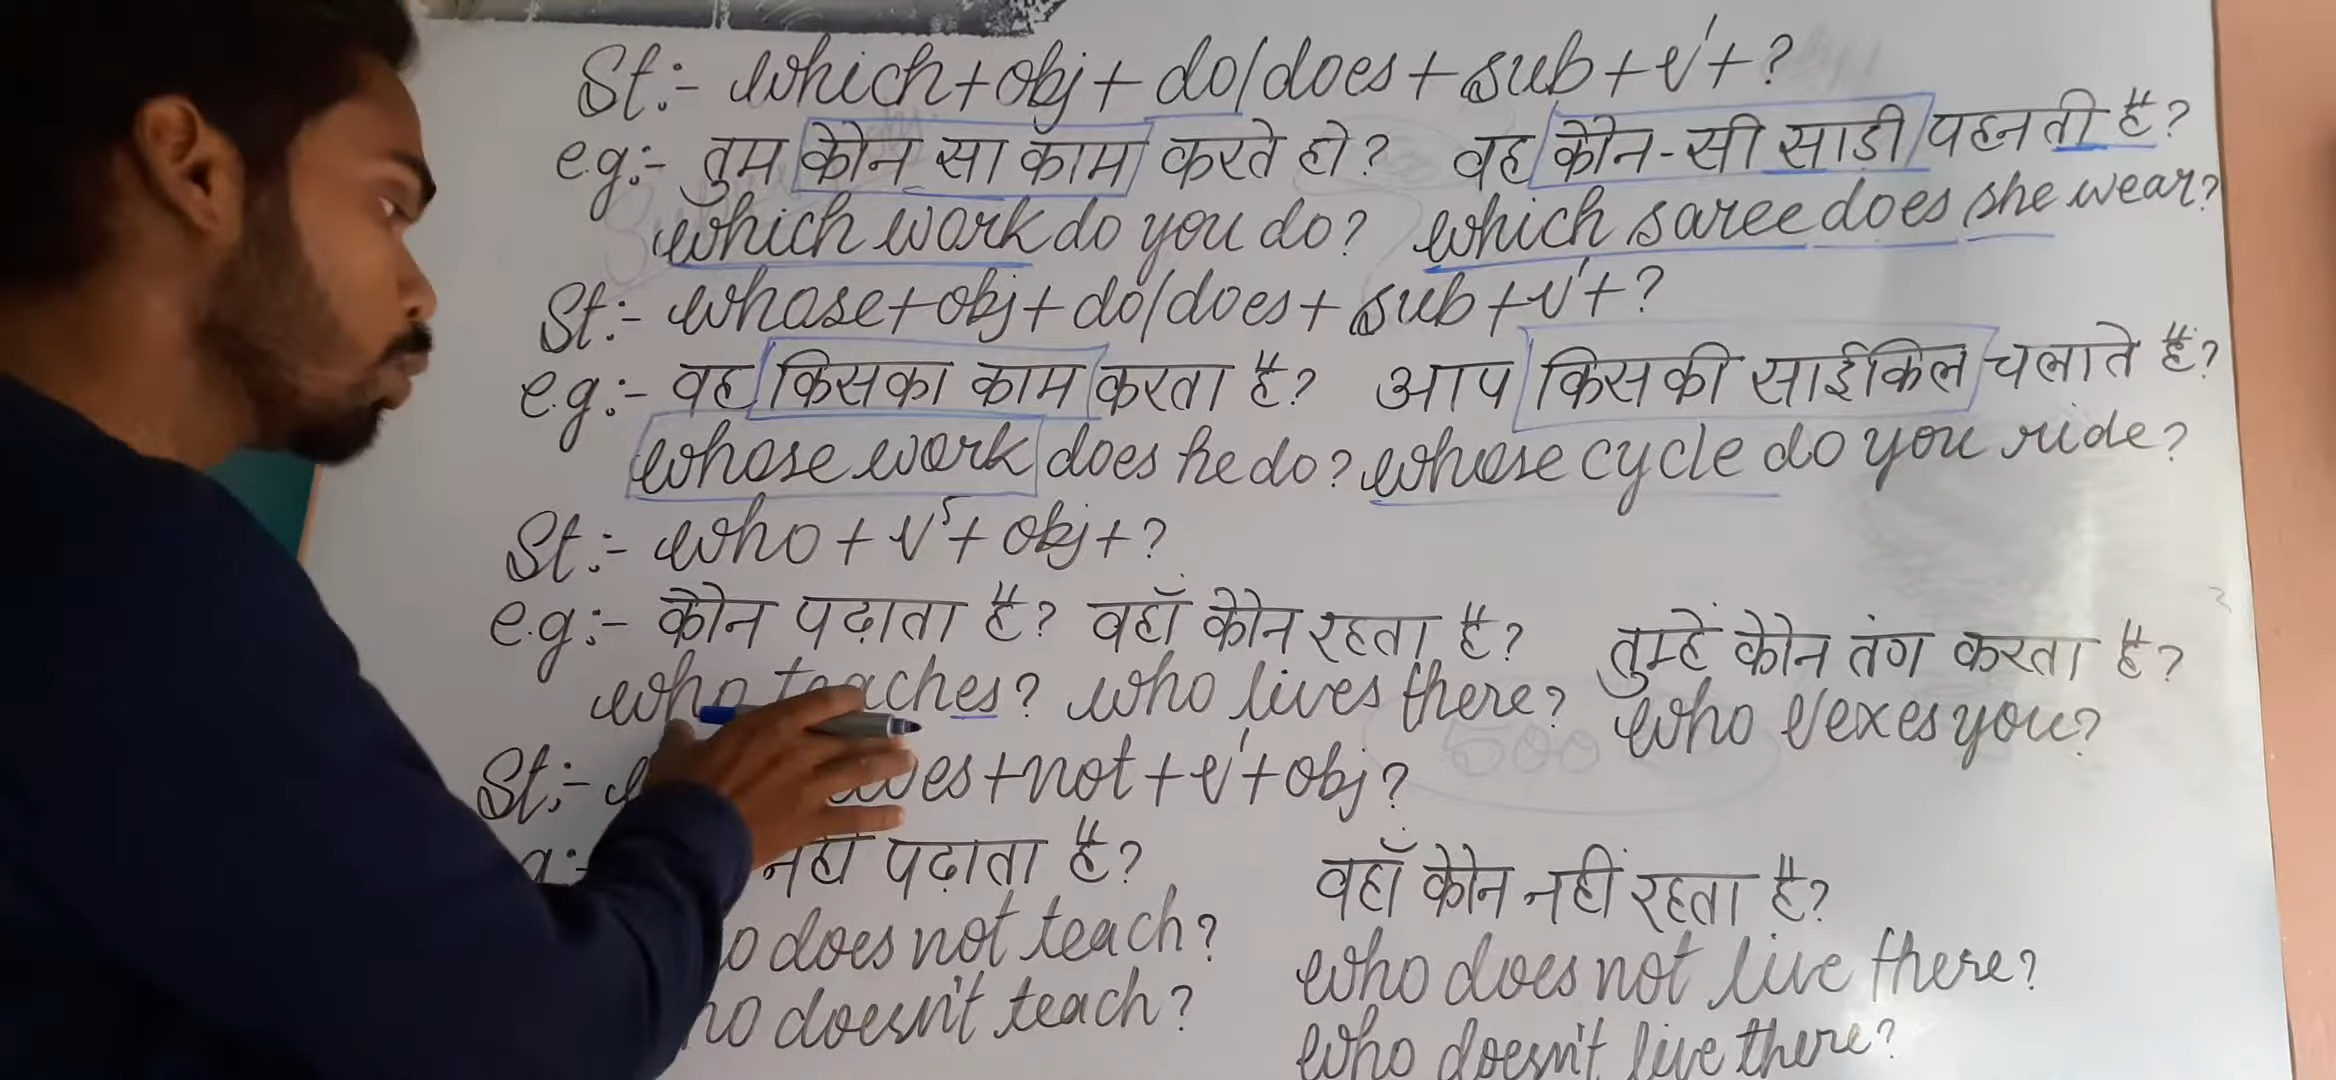 St.:- which+obj+do/does+sub+v¹+?
e.g:- तुम कौन सा काम करते हो? वह कौन-सी साड़ी पहनती है?
which work do you do? which saree does she wear?
St:- whose+obj+do/does+sub+v¹+?
e.g:- वह किसका काम करता है? आप किसकी साईकिल चलाते हैं?
whose work does he do? whose cycle do you ride?
St:- who+v⁵+obj+?
e.g:- कौन पढ़ाता है? वहाँ कौन रहता है? तुम्हें कौन तंग करता है?
who teaches? who lives there? who vexes you?
St:- +not+v¹+obj?
नहीं पढ़ाता है? वहाँ कौन नहीं रहता है?
does not teach? who does not live there?
doesn't teach? who doesn't live there?